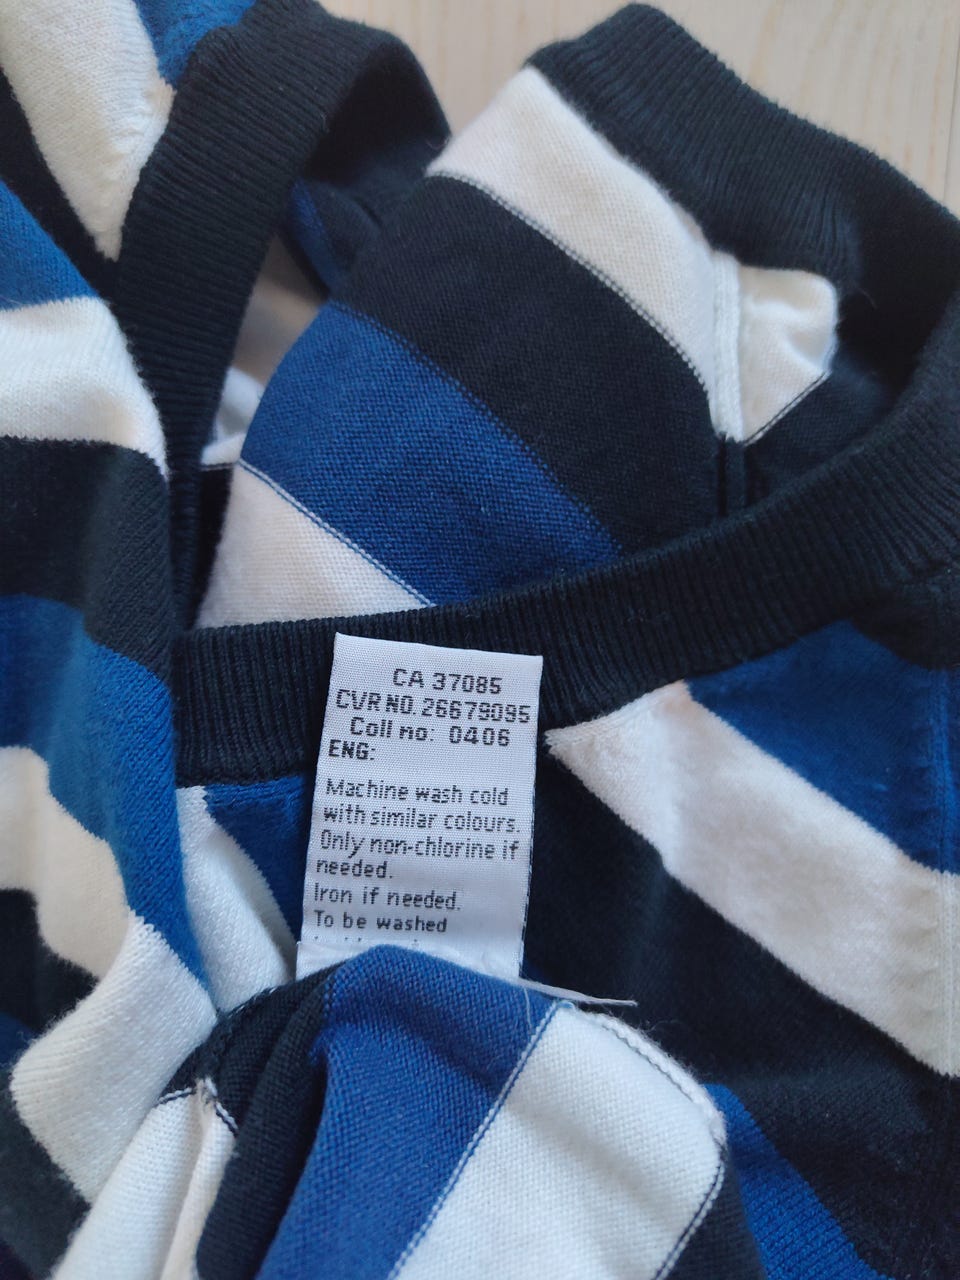 CA 37085
CVR NO. 26679095
Coll no: 0406
ENG:
Machine wash cold
with similar colours.
Only non-chlorine if
needed.
Iron if needed.
To be washed